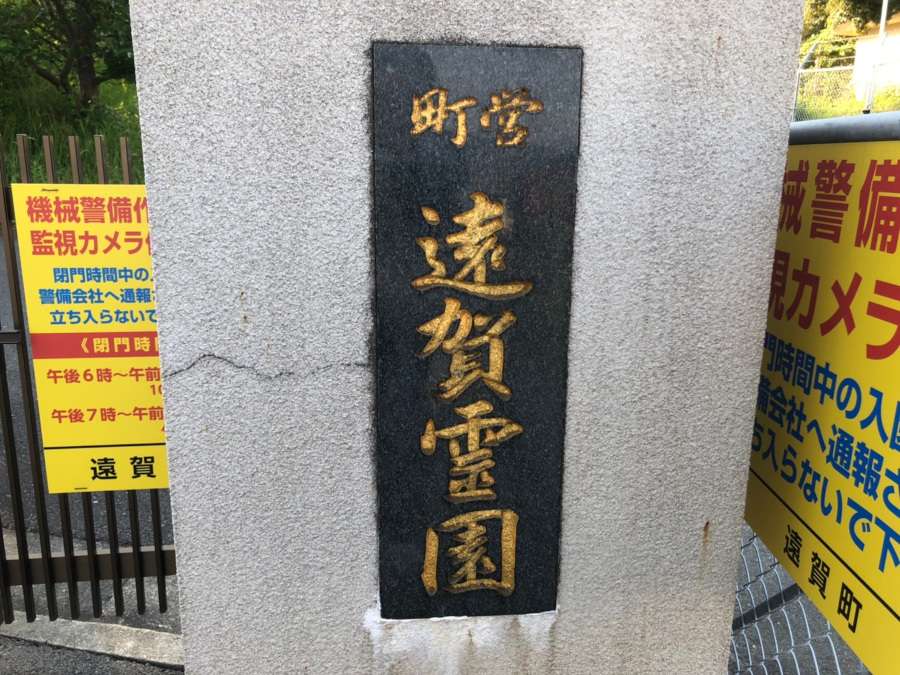 町営
遠賀霊園
機械警備作
監視カメラ
閉門時間中の
警備会社へ通報
立ち入らないで
《閉門時
午後6時～午前
10
午後7時～午前
遠賀
械警備
視カメラ
門時間中の入
備会社へ通報さ
ち入らないで下
遠賀町